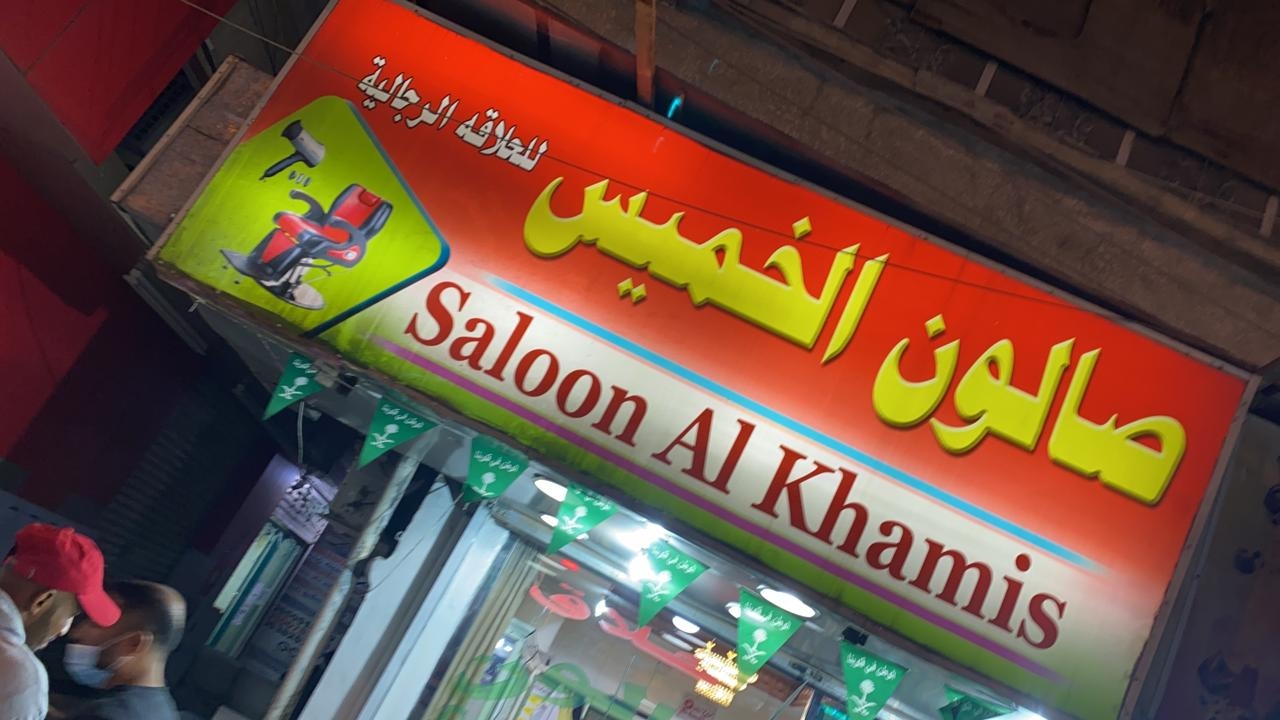 للحلاقه الرجالية
صالون الخميس
Saloon Al Khamis